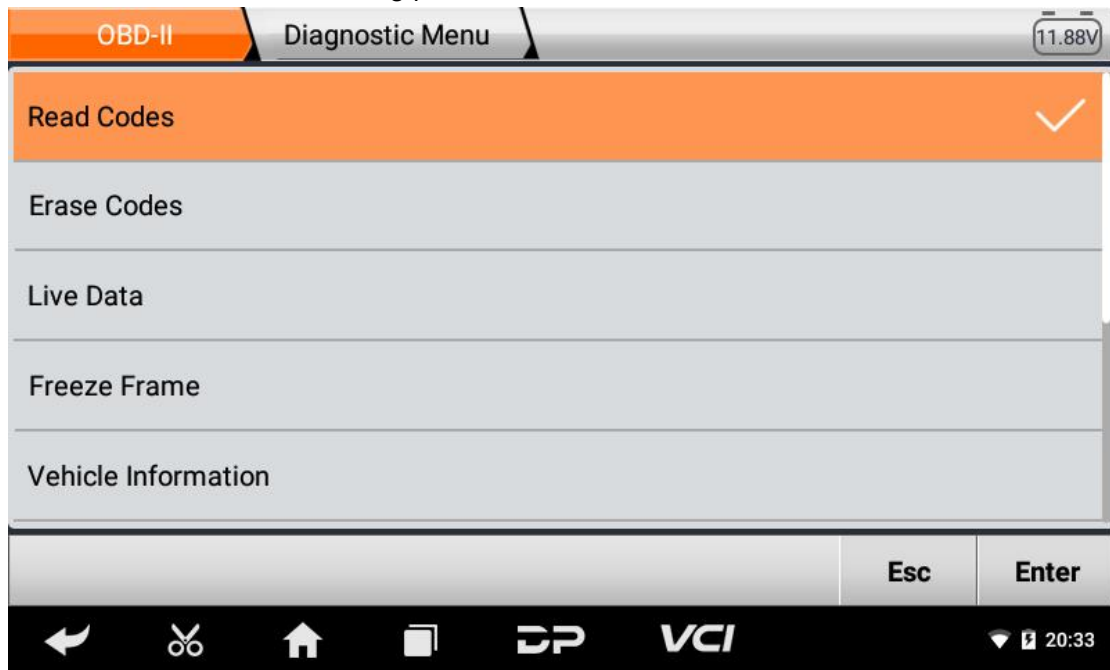 OBD-II Diagnostic Menu 11.88V
Read Codes
Erase Codes
Live Data
Freeze Frame
Vehicle Information
Esc Enter
DP VCI 20:33